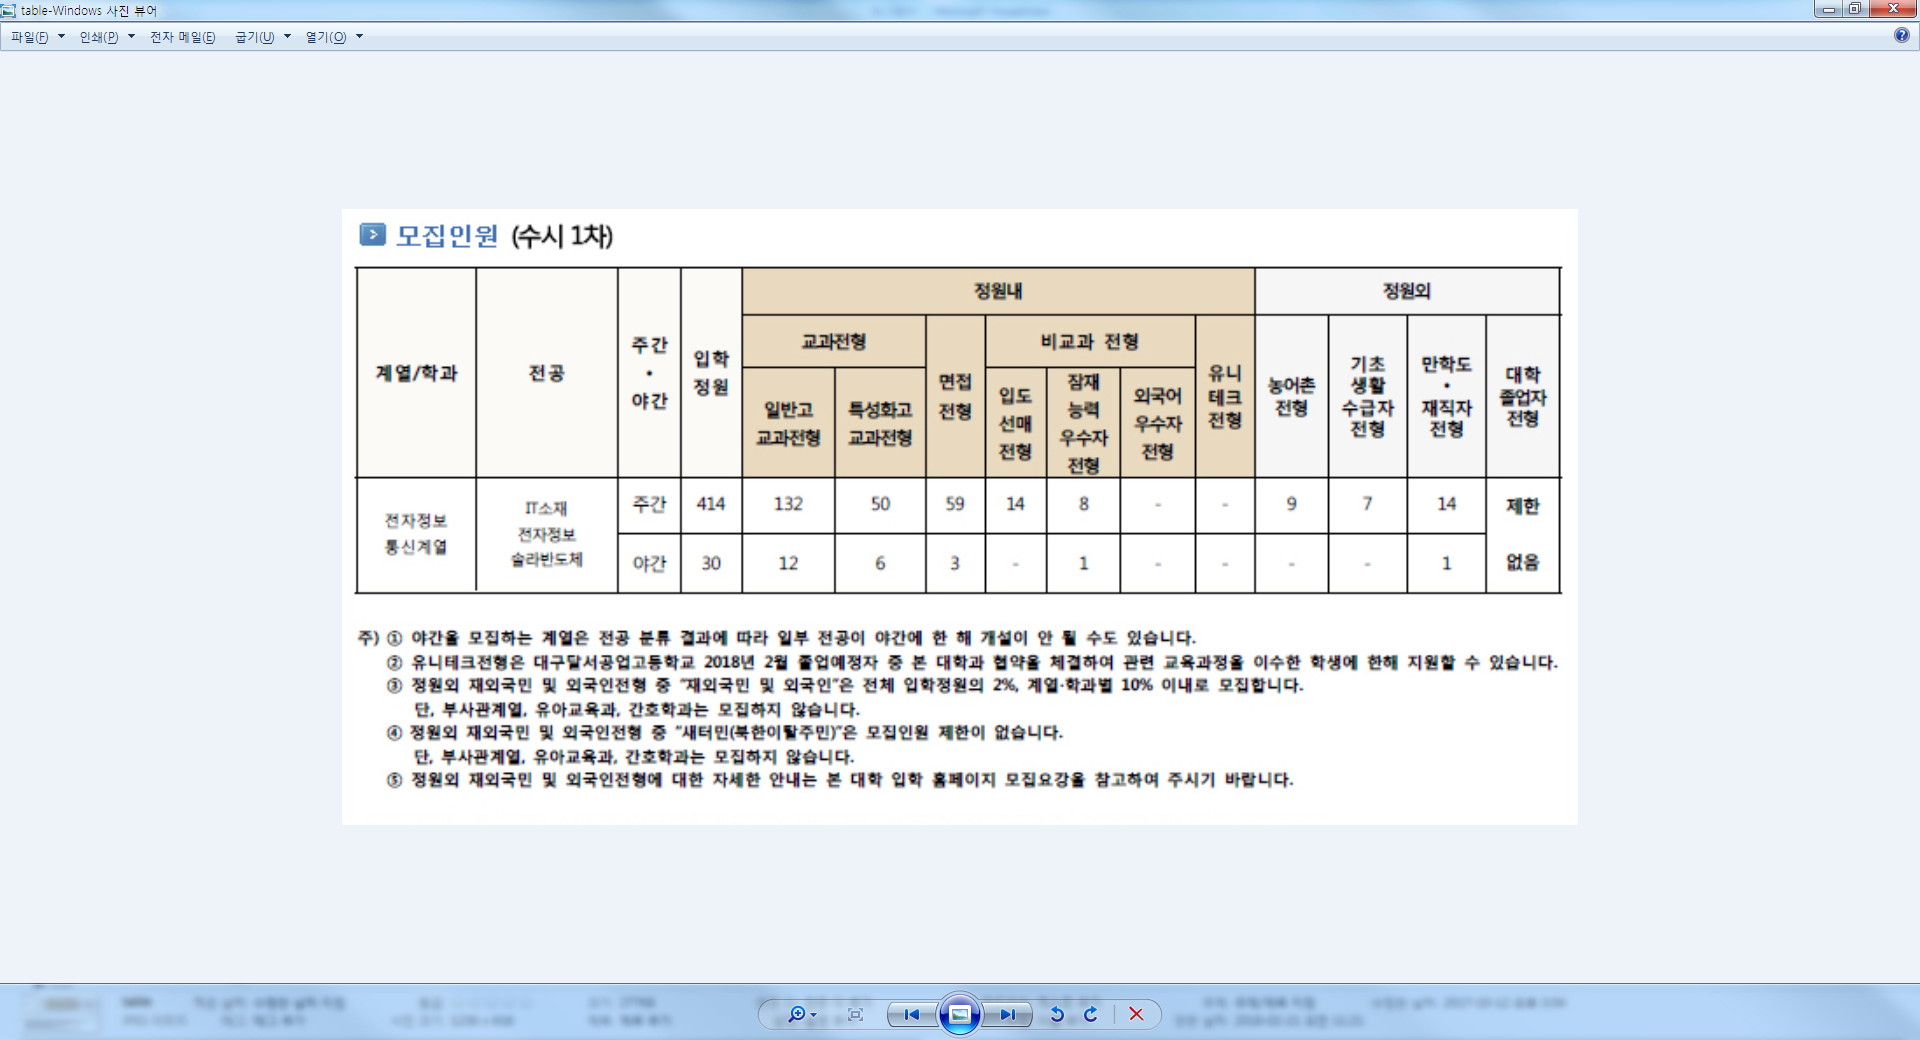 table-Windows 사진 뷰어
파일(F) 인쇄(P) 전자 메일(E) 굽기(U) 열기(O)
모집인원 (수시 1차)
계열/학과 전공 주간 • 야간 입학 정원 정원내 정원외
교과전형 면접 전형 비교과 전형 유니 테크 전형 농어촌 전형 기초 생활 수급자 전형 만학도 • 재직자 전형 대학 졸업자 전형
일반고 교과전형 특성화고 교과전형 입도 선매 전형 잠재 능력 우수자 전형 외국어 우수자 전형
전자정보 통신계열 IT소재 전자정보 솔라반도체 주간 414 132 50 59 14 8 - - 9 7 14 제한 없음
야간 30 12 6 3 - 1 - - - - 1
주) ① 야간을 모집하는 계열은 전공 분류 결과에 따라 일부 전공이 야간에 한 해 개설이 안 될 수도 있습니다.
② 유니테크전형은 대구달서공업고등학교 2018년 2월 졸업예정자 중 본 대학과 협약을 체결하여 관련 교육과정을 이수한 학생에 한해 지원할 수 있습니다.
③ 정원외 재외국민 및 외국인전형 중 "재외국민 및 외국인"은 전체 입학정원의 2%, 계열·학과별 10% 이내로 모집합니다.
단, 부사관계열, 유아교육과, 간호학과는 모집하지 않습니다.
④ 정원외 재외국민 및 외국인전형 중 "새터민(북한이탈주민)"은 모집인원 제한이 없습니다.
단, 부사관계열, 유아교육과, 간호학과는 모집하지 않습니다.
⑤ 정원외 재외국민 및 외국인전형에 대한 자세한 안내는 본 대학 입학 홈페이지 모집요강을 참고하여 주시기 바랍니다.